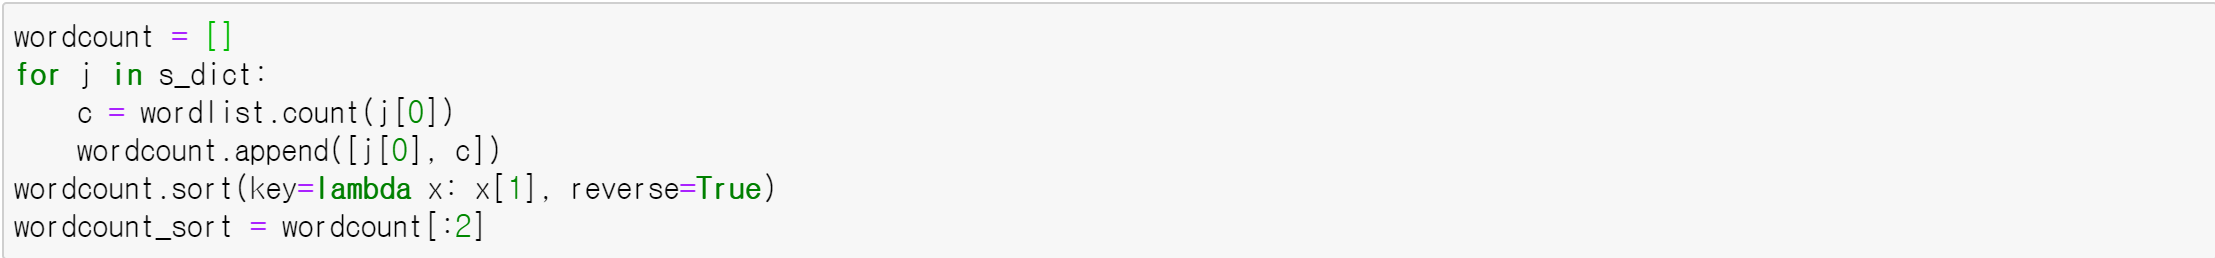 wordcount = []
for j in s_dict:
    c = wordlist.count(j[0])
    wordcount.append([j[0], c])
wordcount.sort(key=lambda x: x[1], reverse=True)
wordcount_sort = wordcount[:2]